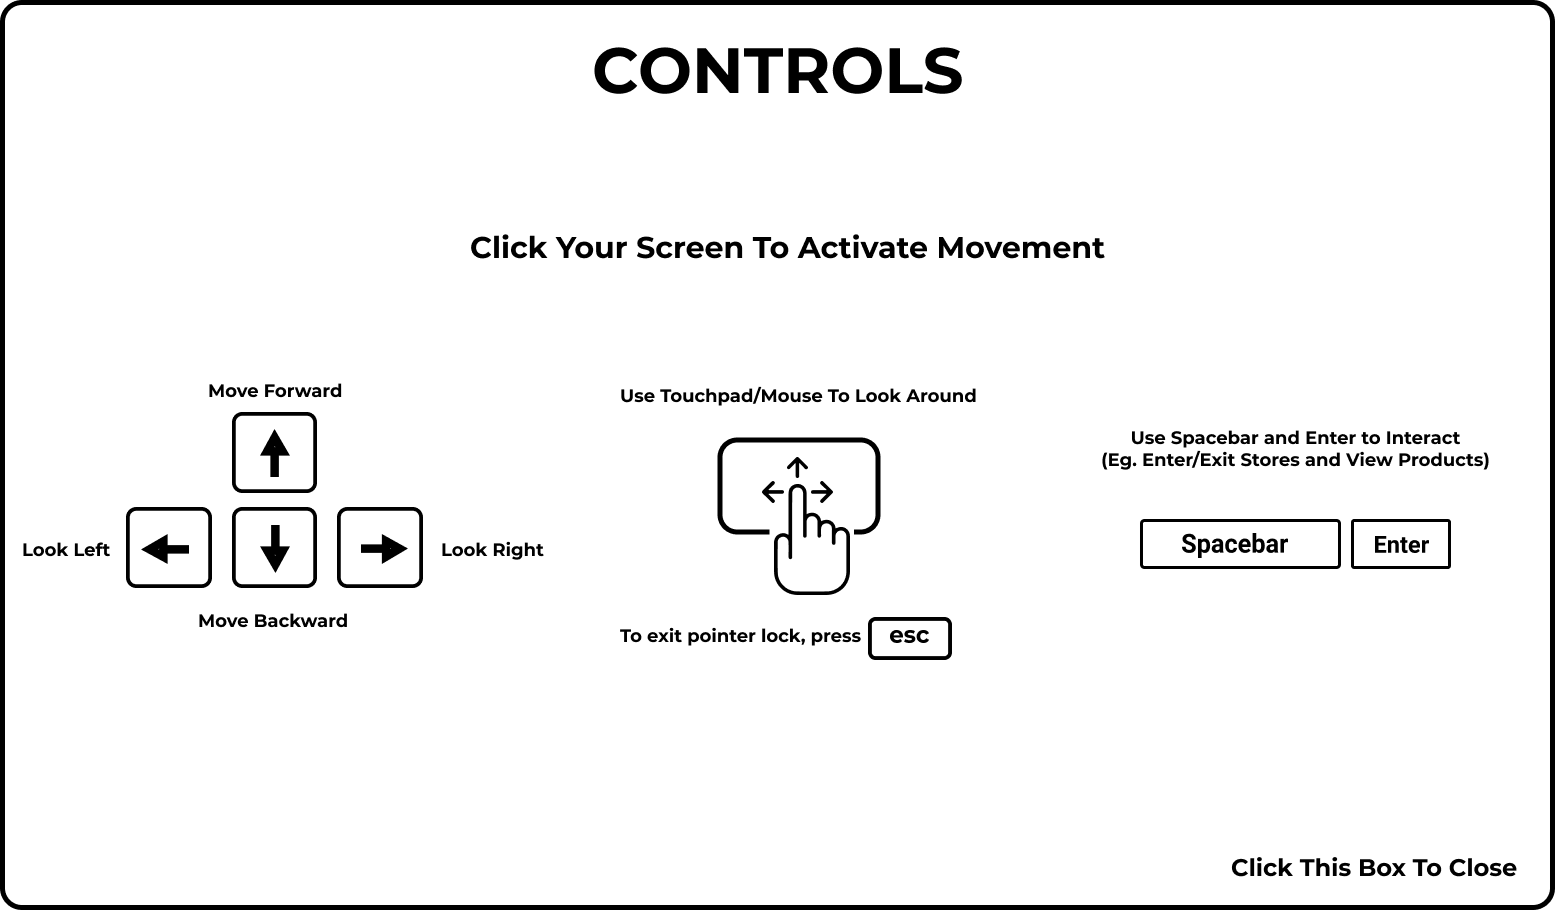 CONTROLS
Click Your Screen To Activate Movement
Move Forward
Look Left
Look Right
Move Backward
Use Touchpad/Mouse To Look Around
To exit pointer lock, press esc
Use Spacebar and Enter to Interact
(Eg. Enter/Exit Stores and View Products)
Spacebar Enter
Click This Box To Close